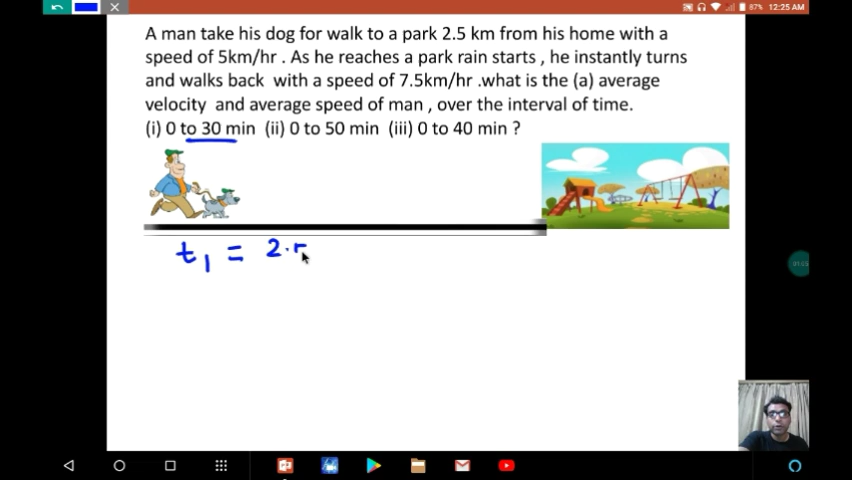 87% 12:25 AM
A man take his dog for walk to a park 2.5 km from his home with a
speed of 5km/hr . As he reaches a park rain starts , he instantly turns
and walks back with a speed of 7.5km/hr .what is the (a) average
velocity and average speed of man , over the interval of time.
(i) 0 to 30 min (ii) 0 to 50 min (iii) 0 to 40 min ?
t₁ = 2.